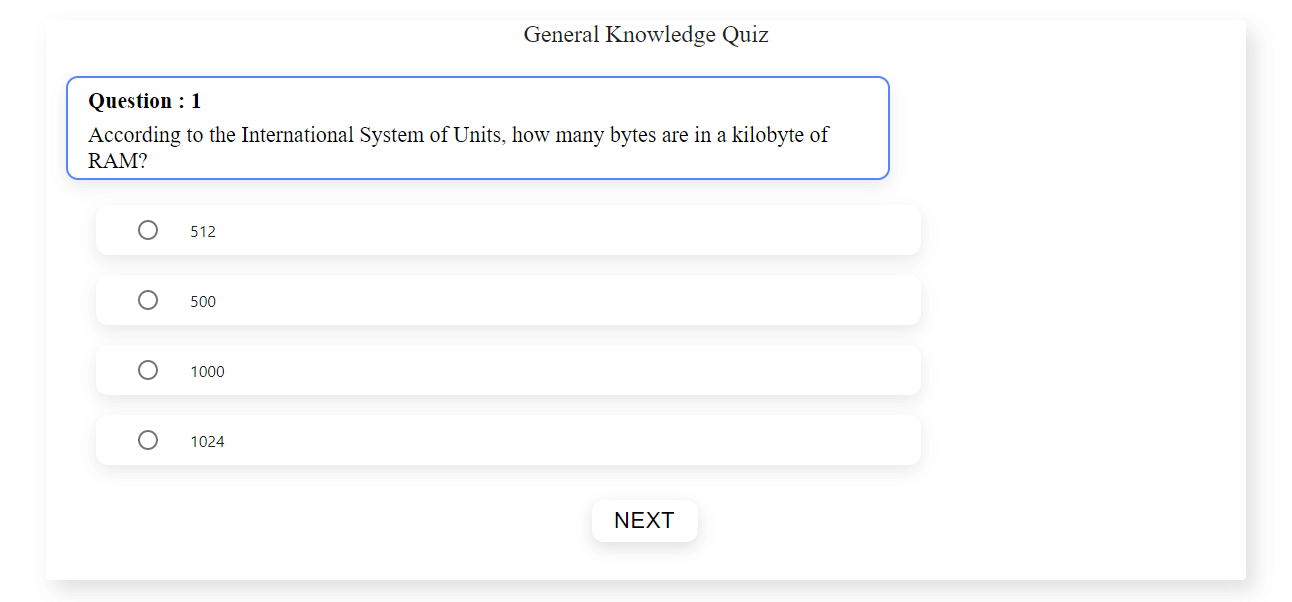 General Knowledge Quiz
Question : 1
According to the International System of Units, how many bytes are in a kilobyte of
RAM?
512
500
1000
1024
NEXT